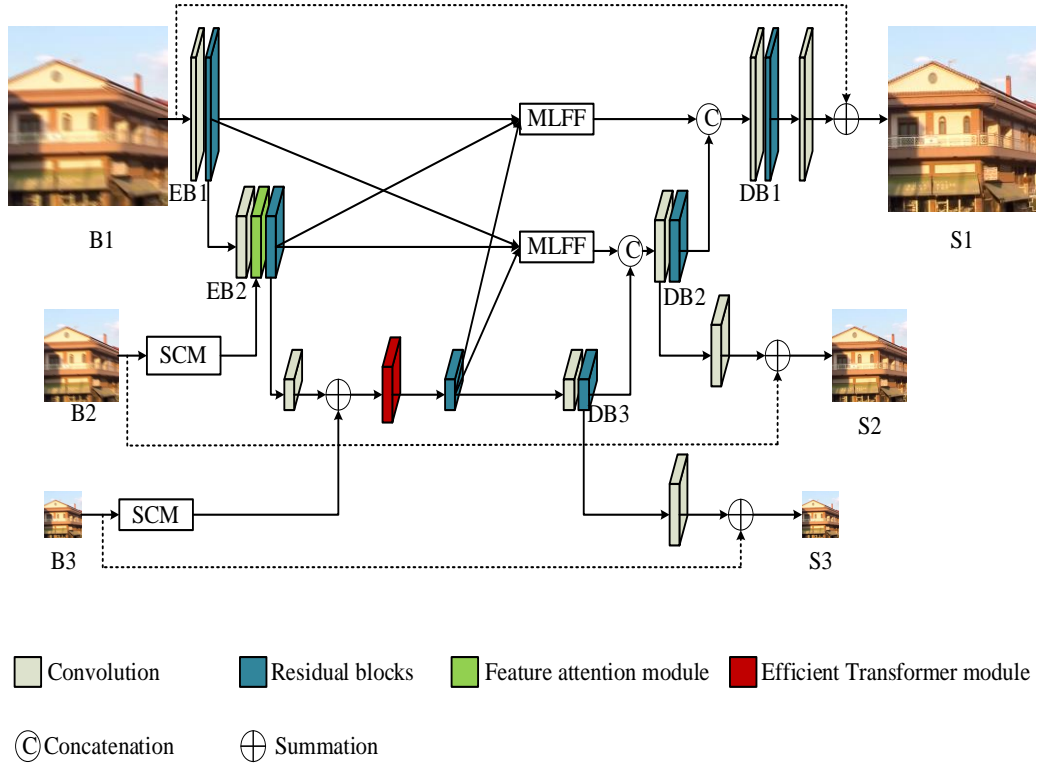 MLFF
C
EB1
DB1
B1
S1
MLFF
C
EB2
DB2
SCM
B2
S2
DB3
SCM
B3
S3
Convolution
Residual blocks
Feature attention module
Efficient Transformer module
C Concatenation
Summation